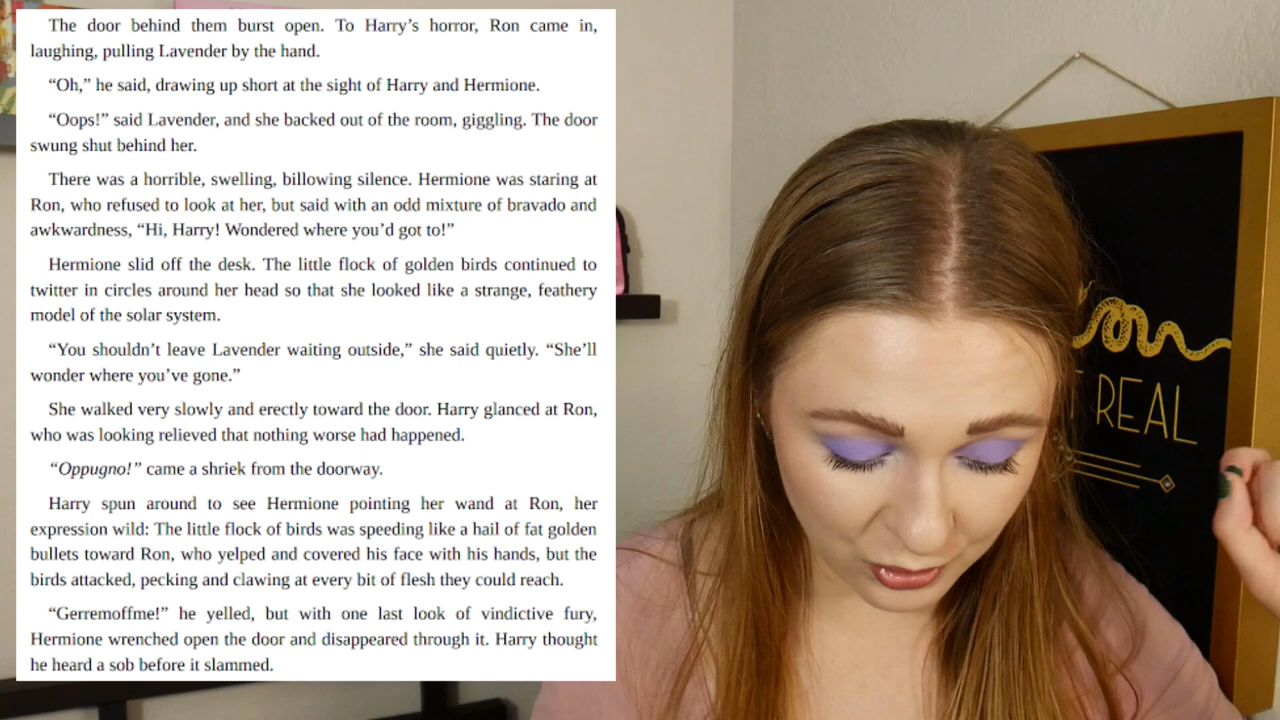 The door behind them burst open. To Harry’s horror, Ron came in,
laughing, pulling Lavender by the hand.
“Oh,” he said, drawing up short at the sight of Harry and Hermione.
“Oops!” said Lavender, and she backed out of the room, giggling. The door
swung shut behind her.
There was a horrible, swelling, billowing silence. Hermione was staring at
Ron, who refused to look at her, but said with an odd mixture of bravado and
awkwardness, “Hi, Harry! Wondered where you’d got to!”
Hermione slid off the desk. The little flock of golden birds continued to
twitter in circles around her head so that she looked like a strange, feathery
model of the solar system.
“You shouldn’t leave Lavender waiting outside,” she said quietly. “She’ll
wonder where you’ve gone.”
She walked very slowly and erectly toward the door. Harry glanced at Ron,
who was looking relieved that nothing worse had happened.
“Oppugno!” came a shriek from the doorway.
Harry spun around to see Hermione pointing her wand at Ron, her
expression wild: The little flock of birds was speeding like a hail of fat golden
bullets toward Ron, who yelped and covered his face with his hands, but the
birds attacked, pecking and clawing at every bit of flesh they could reach.
“Gerremoffme!” he yelled, but with one last look of vindictive fury,
Hermione wrenched open the door and disappeared through it. Harry thought
he heard a sob before it slammed.
REAL